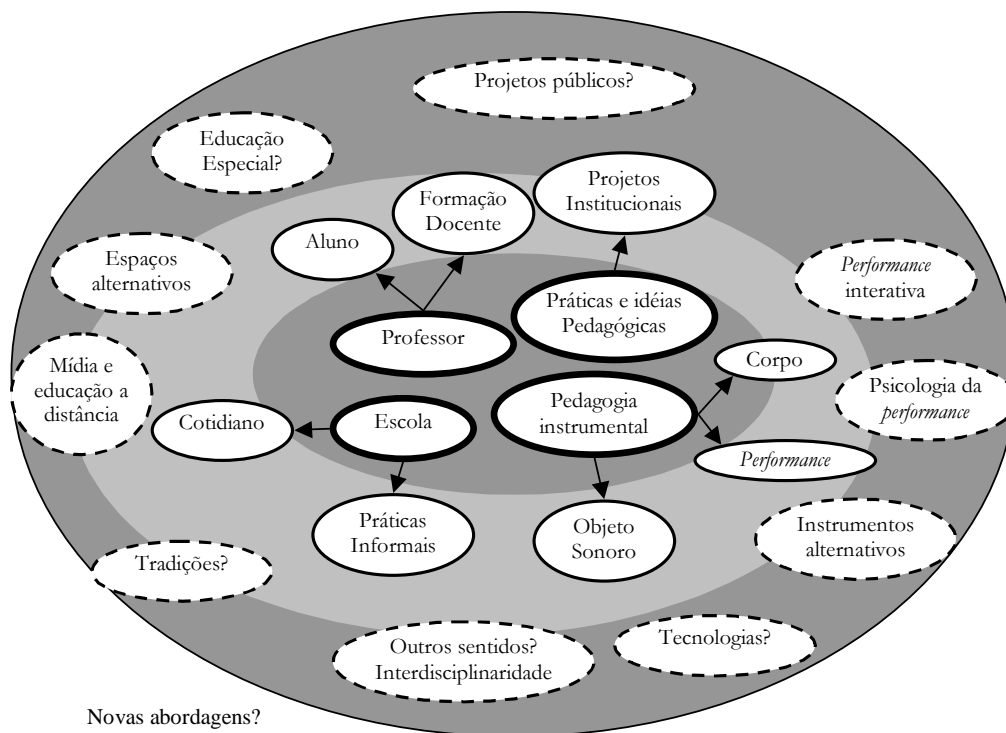 Projetos públicos?
Educação
Especial?
Projetos
Institucionais
Formação
Docente
Aluno
Espaços
alternativos
Performance
interativa
Práticas e idéias
Pedagógicas
Professor
Mídia e
educação a
distância
Corpo
Psicologia da
performance
Pedagogia
instrumental
Cotidiano
Escola
Performance
Práticas
Informais
Objeto
Sonoro
Instrumentos
alternativos
Tradições?
Outros sentidos?
Interdisciplinaridade
Tecnologias?
Novas abordagens?